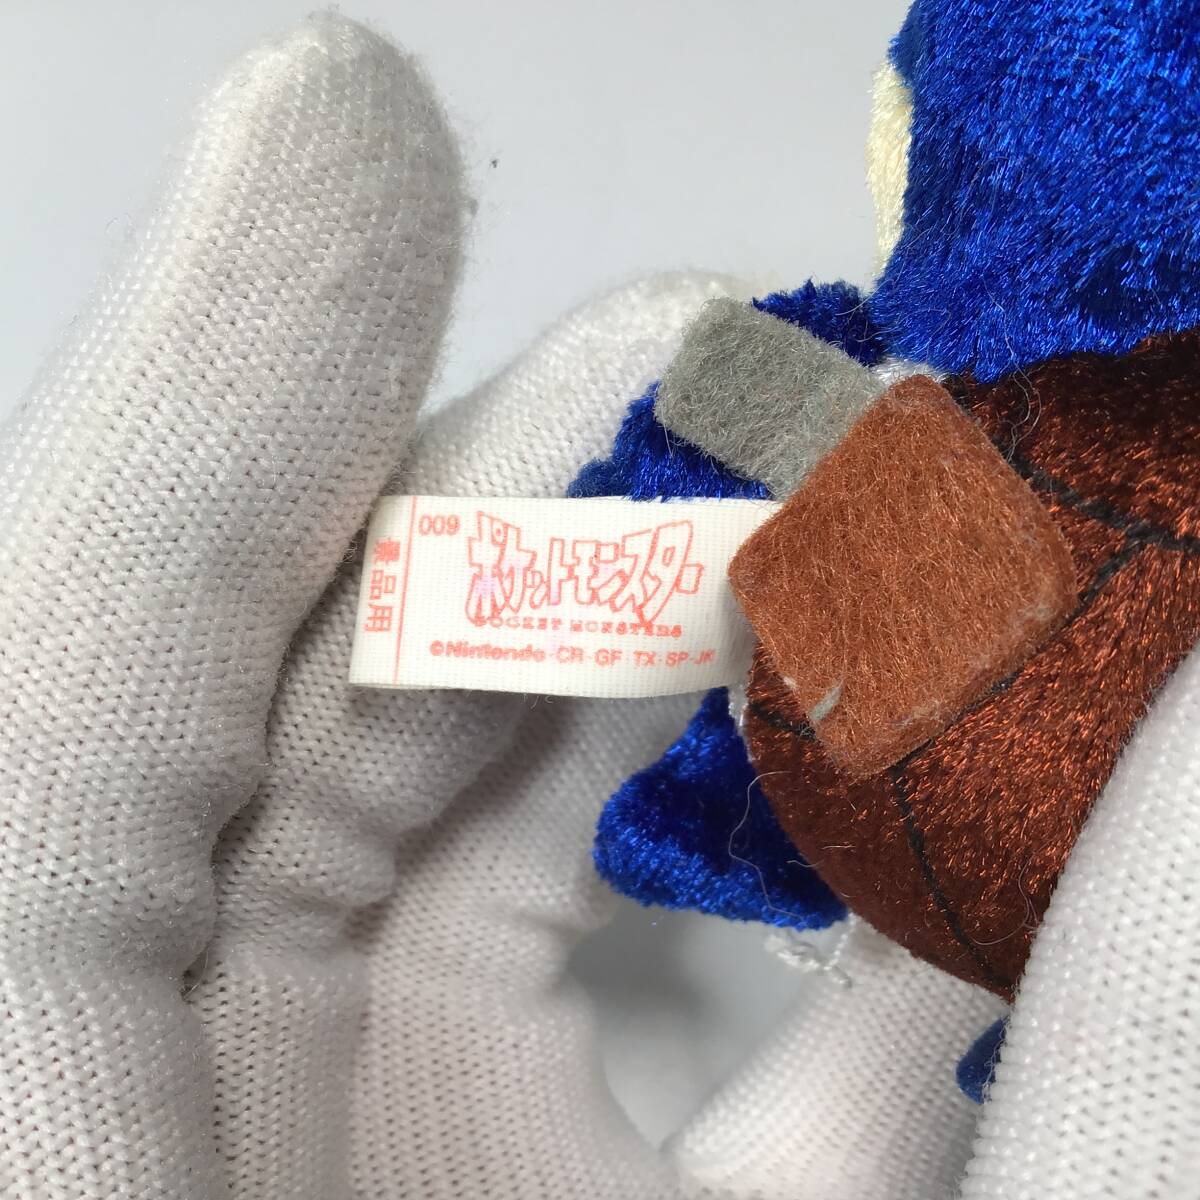 景品用
009
ポケットモンスター
POCKET MONSTERS
©Nintendo・CR・GF・TX・SP・JK